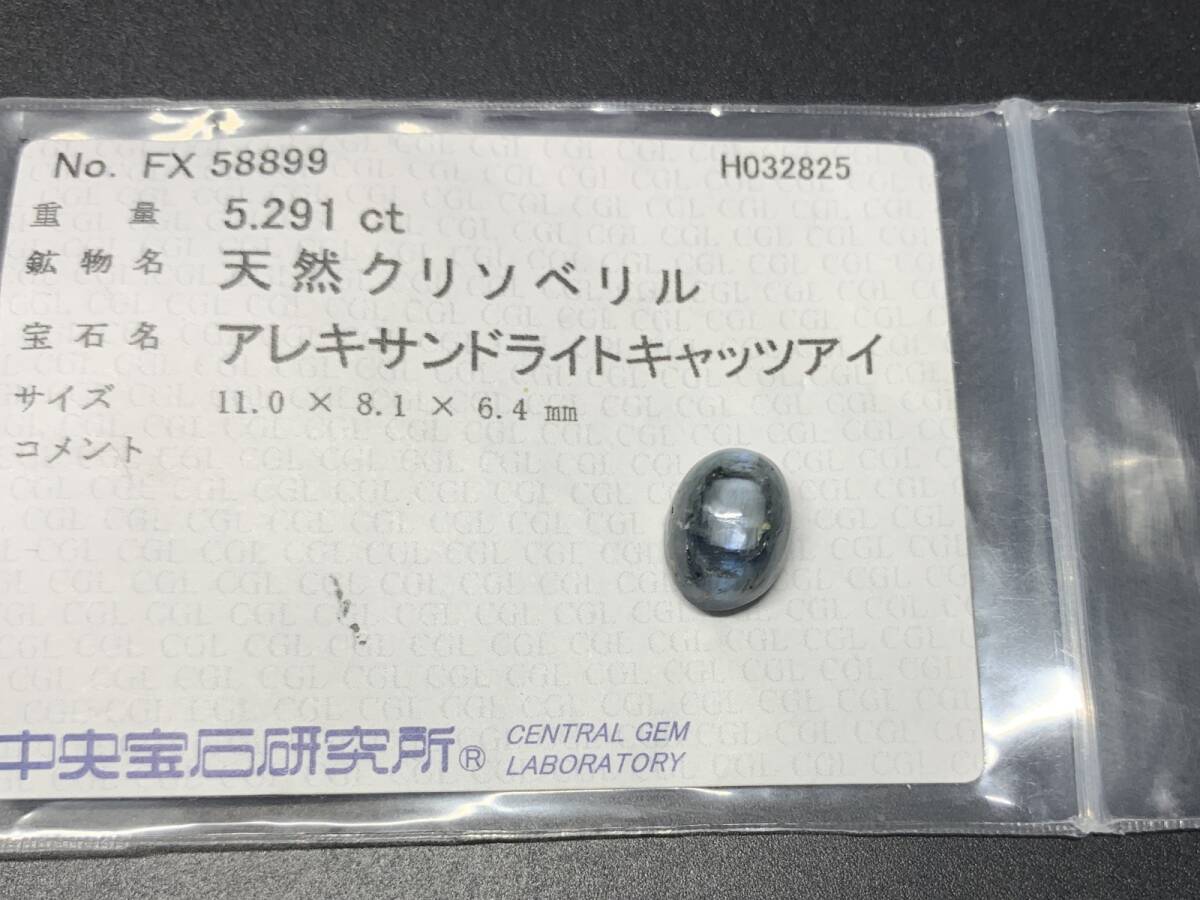 No. FX 58899 H032825
重量 5.291 ct
鉱物名 天然クリソベリル
宝石名 アレキサンドライトキャッツアイ
サイズ 11.0 × 8.1 × 6.4 mm
コメント
中央宝石研究所® CENTRAL GEM
LABORATORY